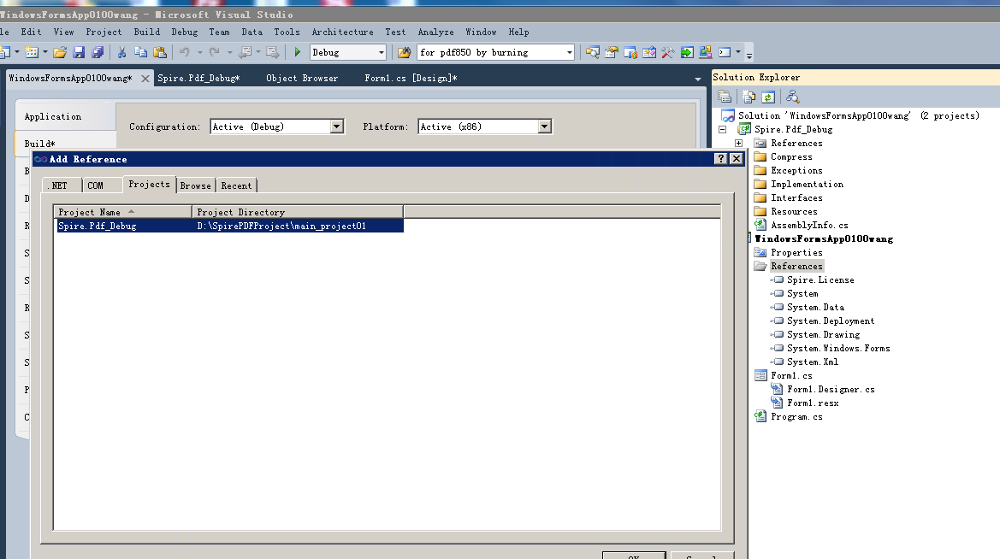 WindowsFormsApp0100wang - Microsoft Visual Studio
le Edit View Project Build Debug Team Data Tools Architecture Test Analyze Window Help
Debug for pdf850 by burning
WindowsFormsApp0100wang* Spire.Pdf_Debug* Object Browser Form1.cs [Design]*
Application
Configuration: Active (Debug) Platform: Active (x86)
Build*
Add Reference
.NET COM Projects Browse Recent
Project Name Project Directory
Spire.Pdf_Debug D:\SpirePDFProject\main_project01
B
D
R
S
S
R
S
S
P
C
Solution Explorer
Solution 'WindowsFormsApp0100wang' (2 projects)
Spire.Pdf_Debug
References
Compress
Exceptions
Implementation
Interfaces
Resources
AssemblyInfo.cs
WindowsFormsApp0100wang
Properties
References
Spire.License
System
System.Data
System.Deployment
System.Drawing
System.Windows.Forms
System.Xml
Form1.cs
Form1.Designer.cs
Form1.resx
Program.cs